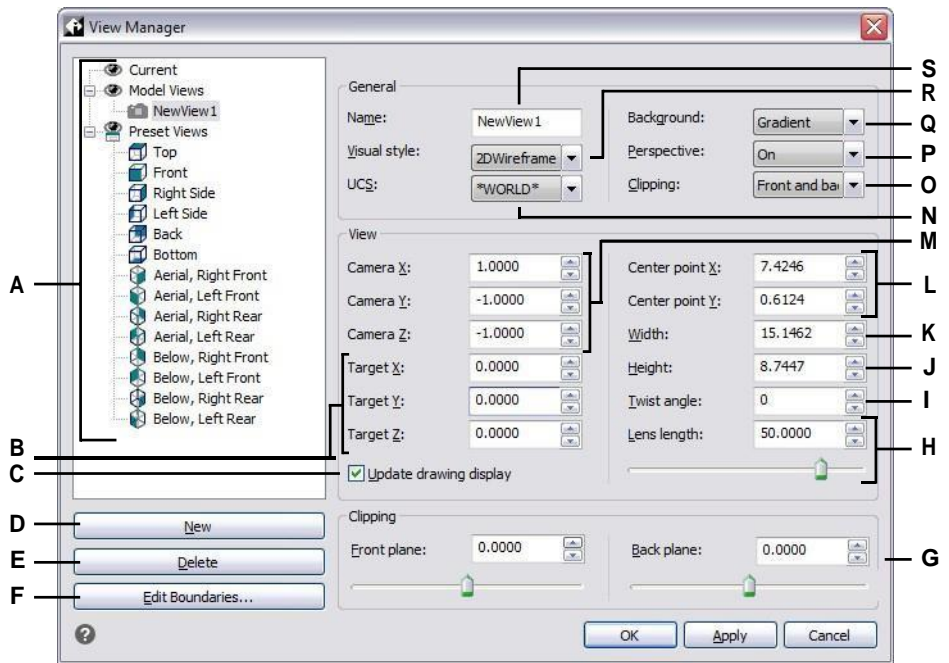 View Manager
Current
Model Views
NewView1
Preset Views
Top
Front
Right Side
Left Side
Back
Bottom
Aerial, Right Front
Aerial, Left Front
Aerial, Right Rear
Aerial, Left Rear
Below, Right Front
Below, Left Front
Below, Right Rear
Below, Left Rear
New
Delete
Edit Boundaries...
General
Name: NewView1
Visual style: 2DWireframe
UCS: *WORLD*
Background: Gradient
Perspective: On
Clipping: Front and ba
View
Camera X: 1.0000
Camera Y: -1.0000
Camera Z: -1.0000
Target X: 0.0000
Target Y: 0.0000
Target Z: 0.0000
Update drawing display
Center point X: 7.4246
Center point Y: 0.6124
Width: 15.1462
Height: 8.7447
Twist angle: 0
Lens length: 50.0000
Clipping
Front plane: 0.0000
Back plane: 0.0000
?
OK
Apply
Cancel
A
B
C
D
E
F
S
R
Q
P
O
N
M
L
K
J
I
H
G